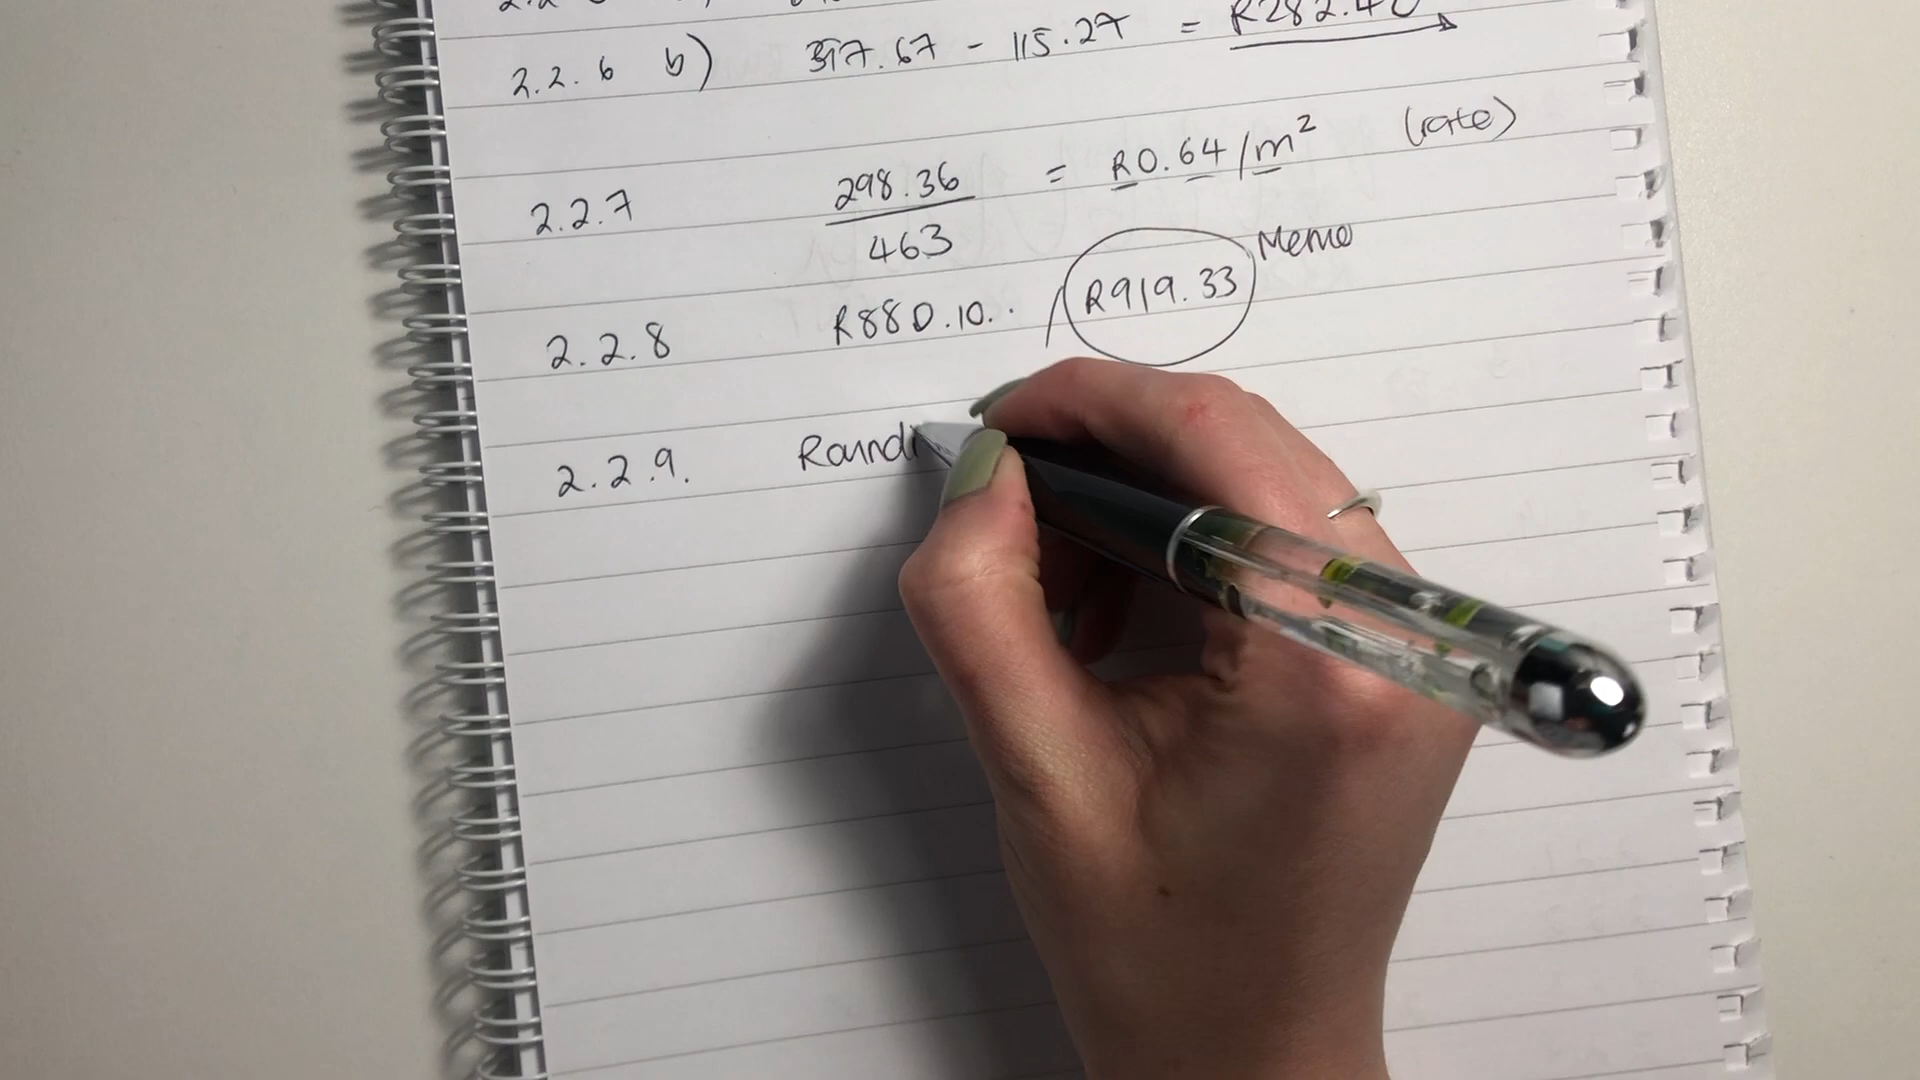 2.2.6 b) 397.67 - 115.27 = R282.40
2.2.7 298.36 / 463 = R0.64/m² (rate)
2.2.8 R880.10.. / R919.33 Memo
2.2.9. Roundi